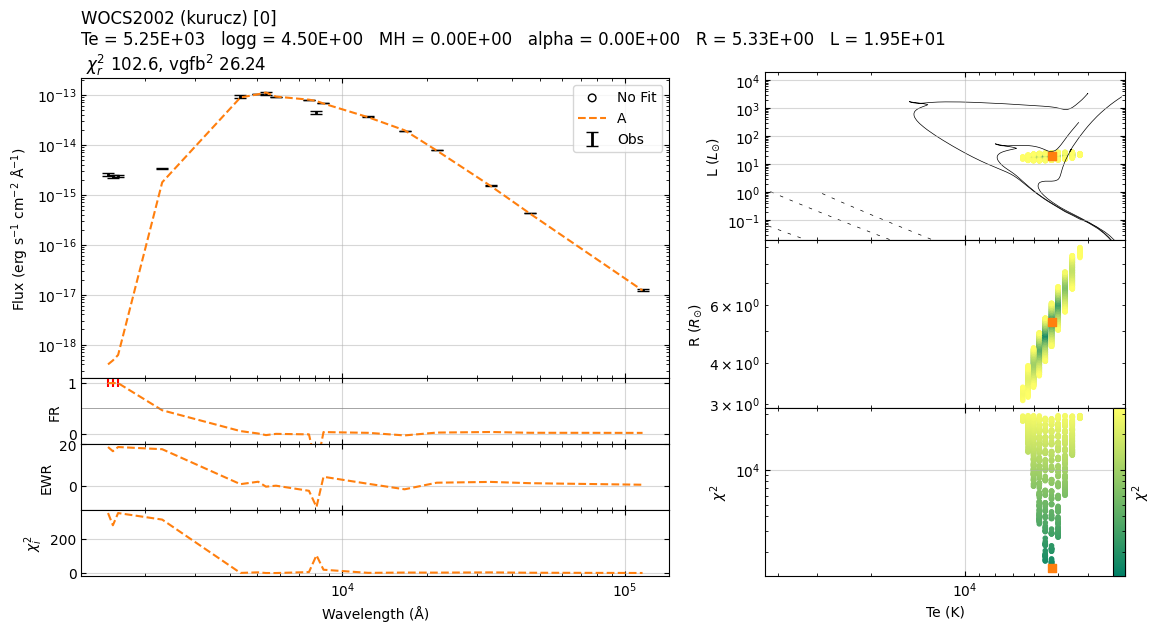 WOCS2002 (kurucz) [0]
Te = 5.25E+03   logg = 4.50E+00   MH = 0.00E+00   alpha = 0.00E+00   R = 5.33E+00   L = 1.95E+01
χ²ᵣ 102.6, vgfb² 26.24
No Fit
A
Obs
Flux (erg s⁻¹ cm⁻² Å⁻¹)
10⁻¹³
10⁻¹⁴
10⁻¹⁵
10⁻¹⁶
10⁻¹⁷
10⁻¹⁸
FR
1
0
EWR
20
0
χ²ᵢ
200
0
10⁴
10⁵
Wavelength (Å)
L (L⊙)
10⁴
10³
10²
10¹
10⁰
10⁻¹
R (R⊙)
6 × 10⁰
4 × 10⁰
3 × 10⁰
χ²
10⁴
χ²
10⁴
Te (K)